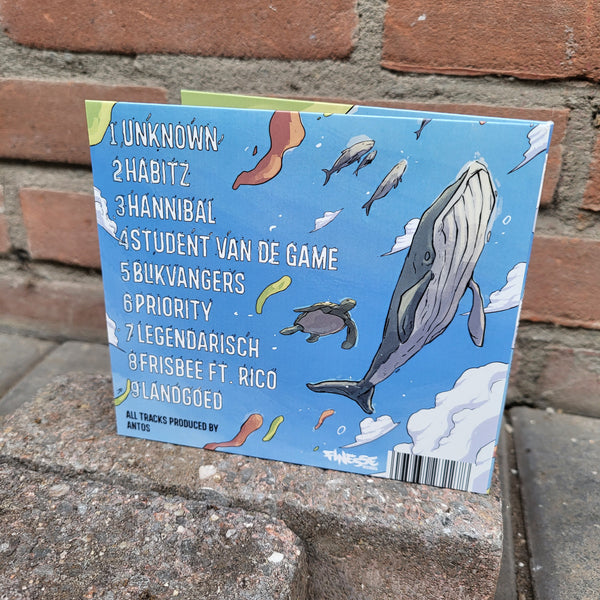 1 UNKNOWN
2 HABITZ
3 HANNIBAL
4 STUDENT VAN DE GAME
5 BLIKVANGERS
6 PRIORITY
7 LEGENDARISCH
8 FRISBEE FT. RICO
9 LANDGOED
ALL TRACKS PRODUCED BY
ANTOS
FINESSE